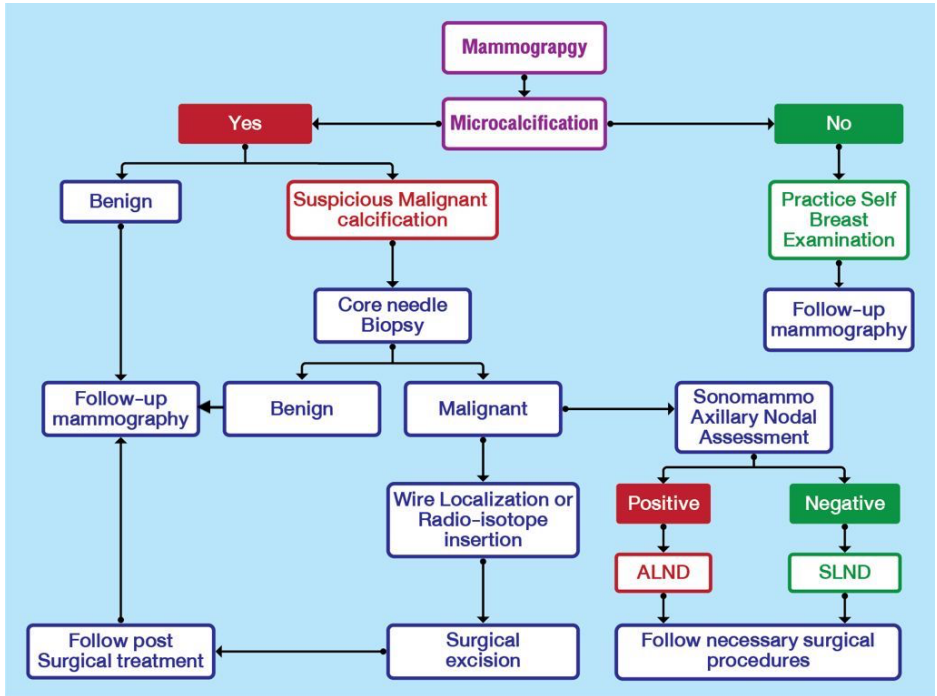 Mammograpgy
Microcalcification
Yes
No
Benign
Suspicious Malignant
calcification
Practice Self
Breast
Examination
Core needle
Biopsy
Follow-up
mammography
Follow-up
mammography
Benign
Malignant
Sonomammo
Axillary Nodal
Assessment
Wire Localization or
Radio-isotope
insertion
Positive
Negative
ALND
SLND
Follow post
Surgical treatment
Surgical
excision
Follow necessary surgical
procedures